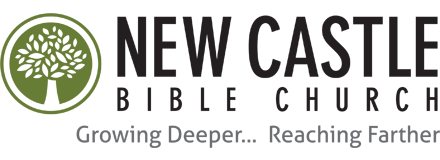 NEW CASTLE
BIBLE CHURCH
Growing Deeper... Reaching Farther